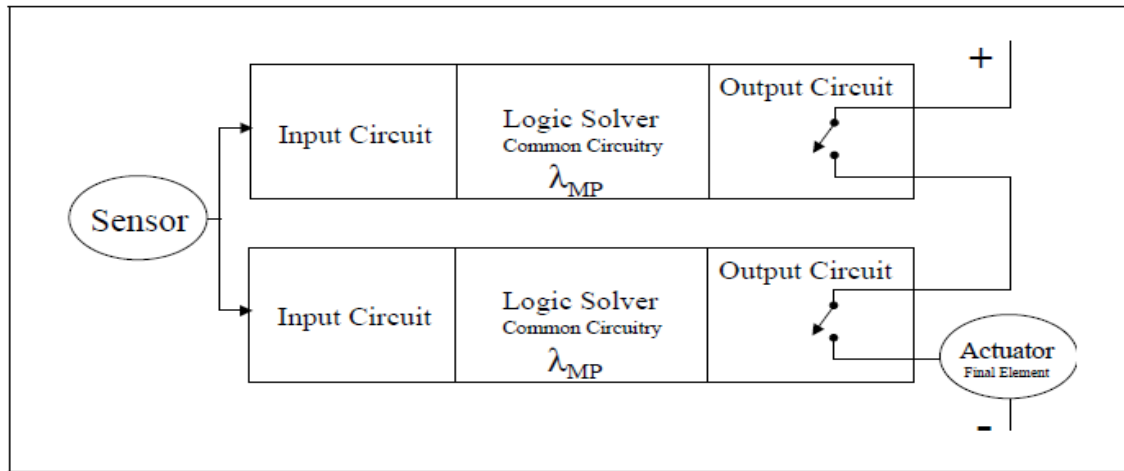 +
Output Circuit
Input Circuit
Logic Solver
Common Circuitry
λMP
Sensor
Output Circuit
Input Circuit
Logic Solver
Common Circuitry
λMP
Actuator
Final Element
-